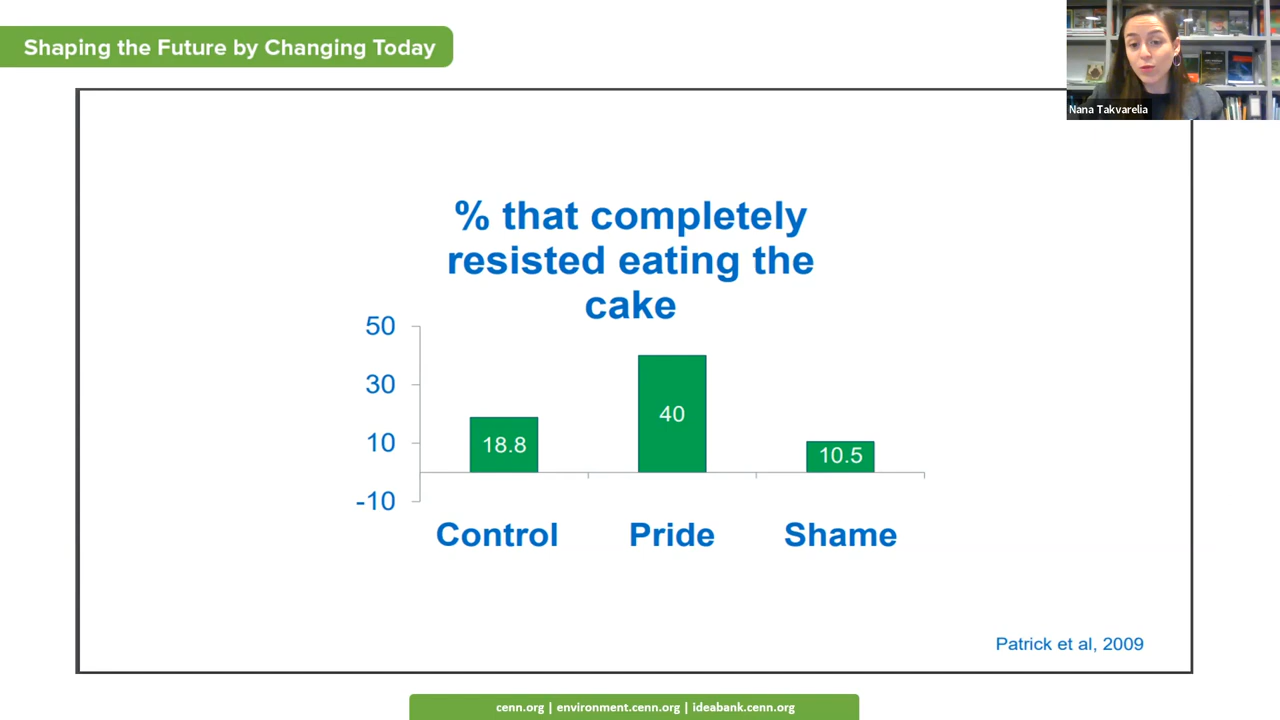 Shaping the Future by Changing Today
Nana Takvarelia
% that completely
resisted eating the
cake
50
30
10
-10
18.8
40
10.5
Control
Pride
Shame
Patrick et al, 2009
cenn.org | environment.cenn.org | ideabank.cenn.org